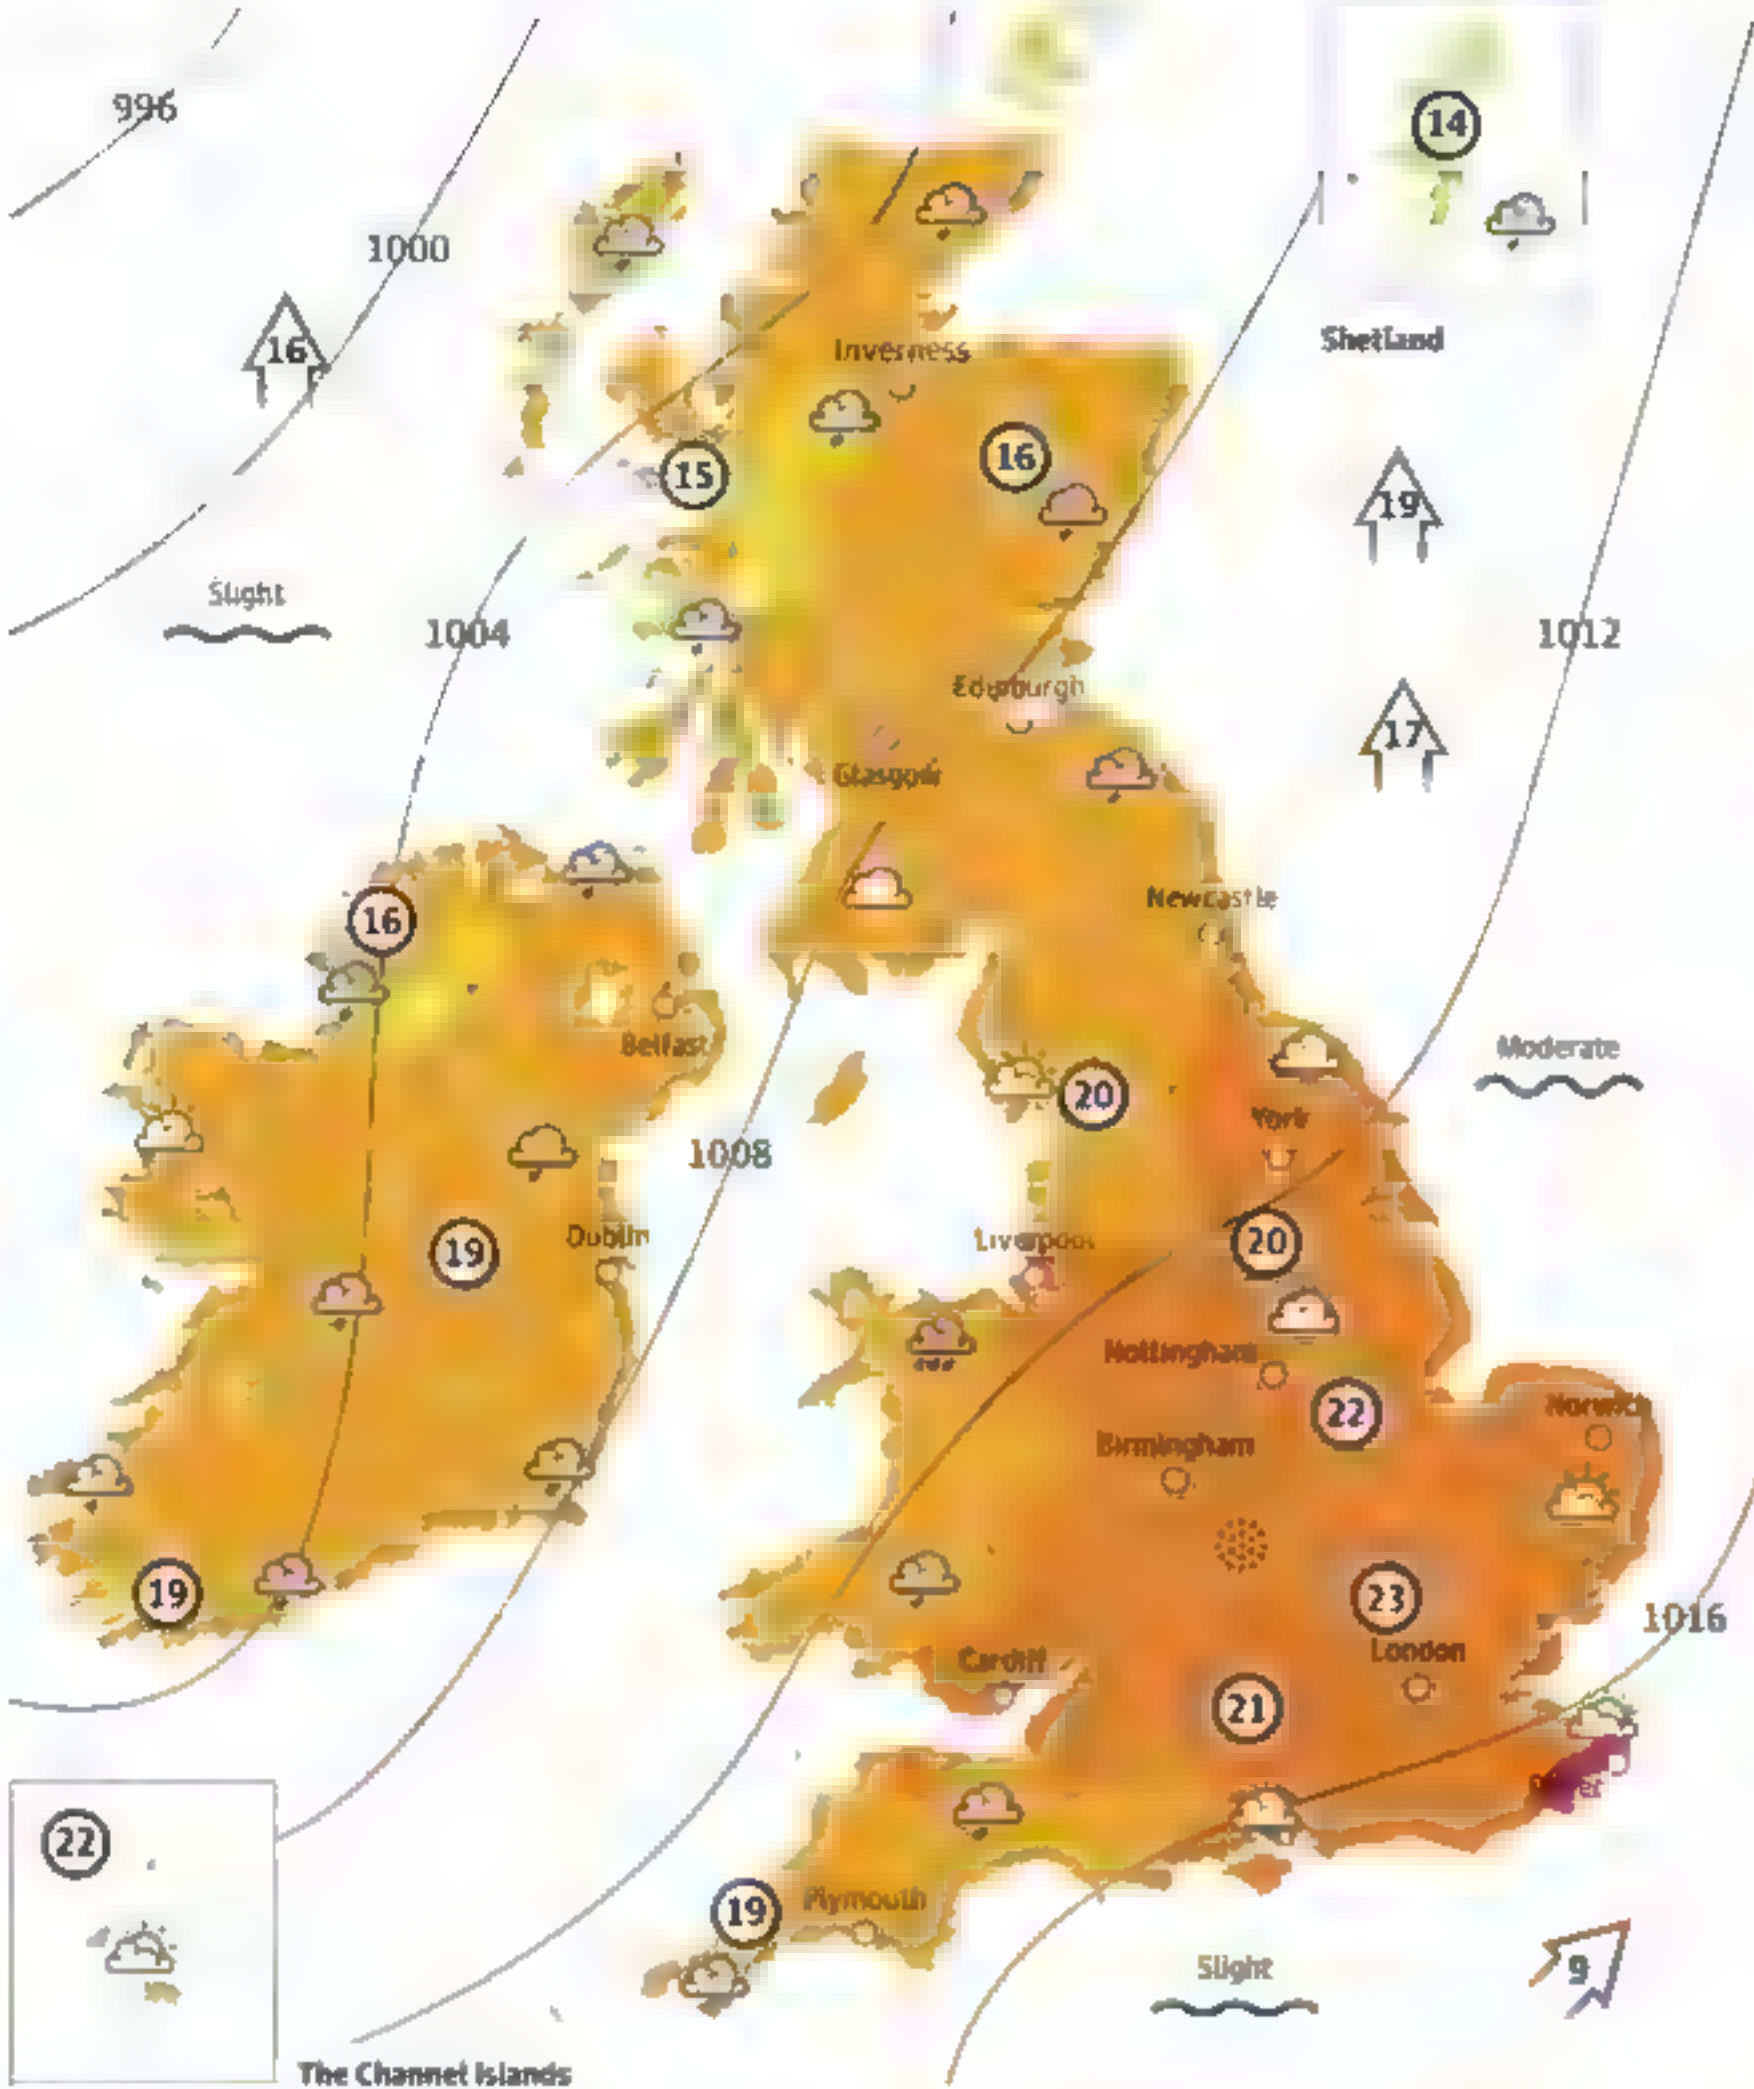 996
14
1000
Shetland
16
Inverness
16
15
19
Slight
1004
1012
Edinburgh
17
Glasgow
Newcastle
16
Belfast
Moderate
20
York
1008
Dublin
Liverpool
20
19
Nottingham
22
Norwich
Birmingham
19
23
1016
London
Cardiff
21
22
Plymouth
19
Slight
9
The Channel Islands